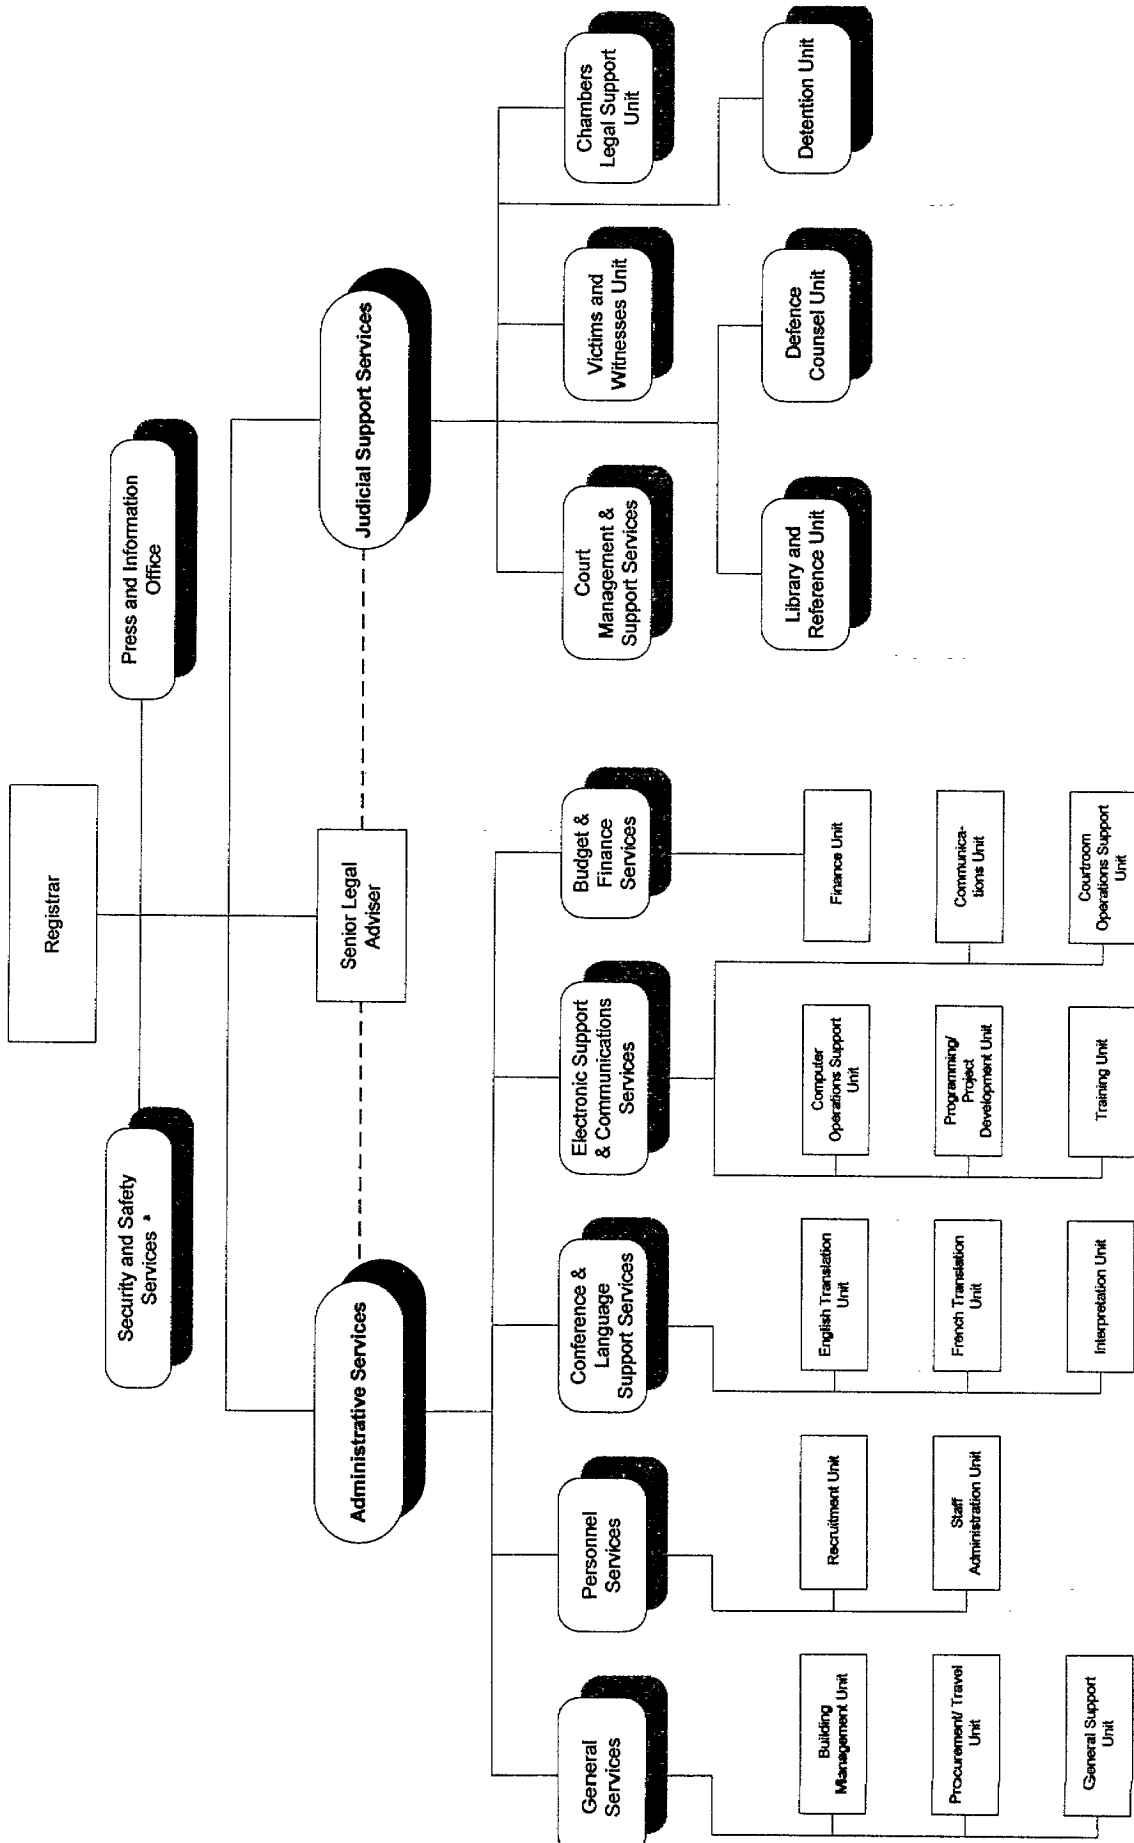 Registrar
Security and Safety
Services a
Press and Information
Office
Administrative Services
Senior Legal
Adviser
Judicial Support Services
General
Services
Personnel
Services
Conference &
Language
Support Services
Electronic Support
& Communications
Services
Budget &
Finance
Services
Court
Management &
Support Services
Victims and
Witnesses Unit
Chambers
Legal Support
Unit
Library and
Reference Unit
Defence
Counsel Unit
Detention Unit
Building
Management Unit
Recruitment Unit
English Translation
Unit
Computer
Operations Support
Unit
Finance Unit
Procurement/ Travel
Unit
Staff
Administration Unit
French Translation
Unit
Programming/
Project
Development Unit
Communica-
tions Unit
General Support
Unit
Interpretation Unit
Training Unit
Courtroom
Operations Support
Unit